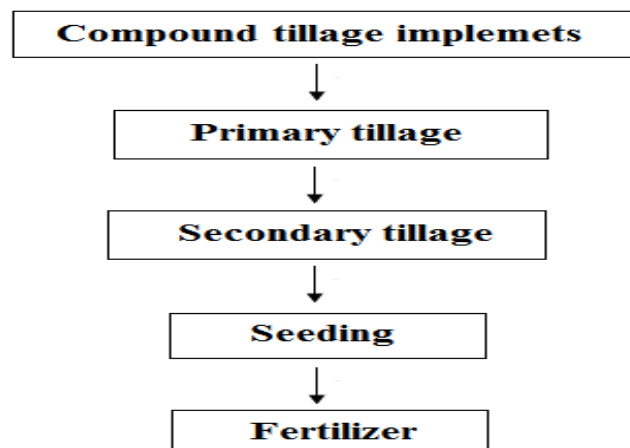 Compound tillage implemets
Primary tillage
Secondary tillage
Seeding
Fertilizer